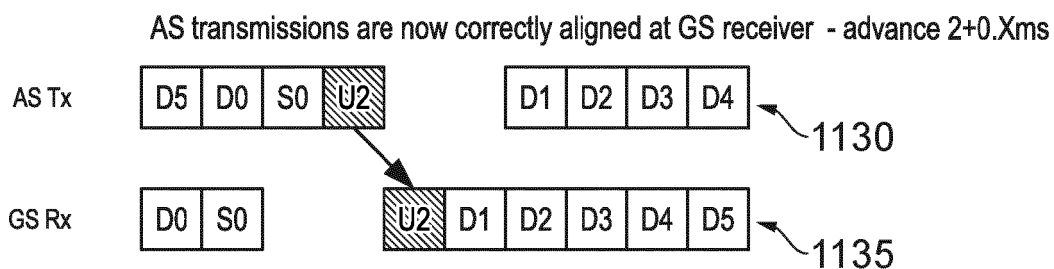 AS transmissions are now correctly aligned at GS receiver - advance 2+0.Xms
AS Tx D5 D0 S0 U2 D1 D2 D3 D4 1130
GS Rx D0 S0 U2 D1 D2 D3 D4 D5 1135